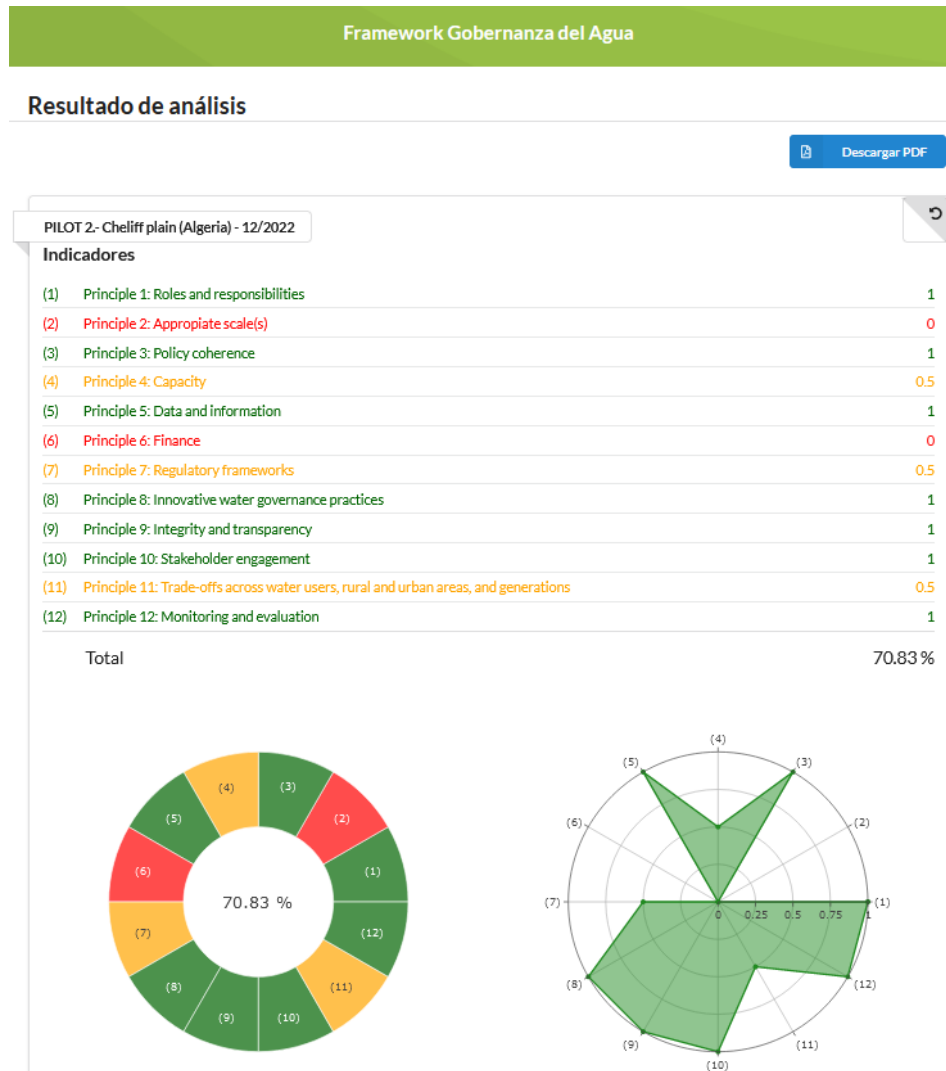 Framework Gobernanza del Agua
Resultado de análisis
Descargar PDF
PILOT 2.- Cheliff plain (Algeria) - 12/2022
Indicadores
(1) Principle 1: Roles and responsibilities 1
(2) Principle 2: Appropiate scale(s) 0
(3) Principle 3: Policy coherence 1
(4) Principle 4: Capacity 0.5
(5) Principle 5: Data and information 1
(6) Principle 6: Finance 0
(7) Principle 7: Regulatory frameworks 0.5
(8) Principle 8: Innovative water governance practices 1
(9) Principle 9: Integrity and transparency 1
(10) Principle 10: Stakeholder engagement 1
(11) Principle 11: Trade-offs across water users, rural and urban areas, and generations 0.5
(12) Principle 12: Monitoring and evaluation 1
Total 70.83 %
(4) (3)
(5) (2)
(6) (1)
70.83 %
(7) (12)
(8) (11)
(9) (10)
(4)
(5) (3)
(6) (2)
(7) (1)
0 0.25 0.5 0.75 1
(8) (12)
(9) (11)
(10)